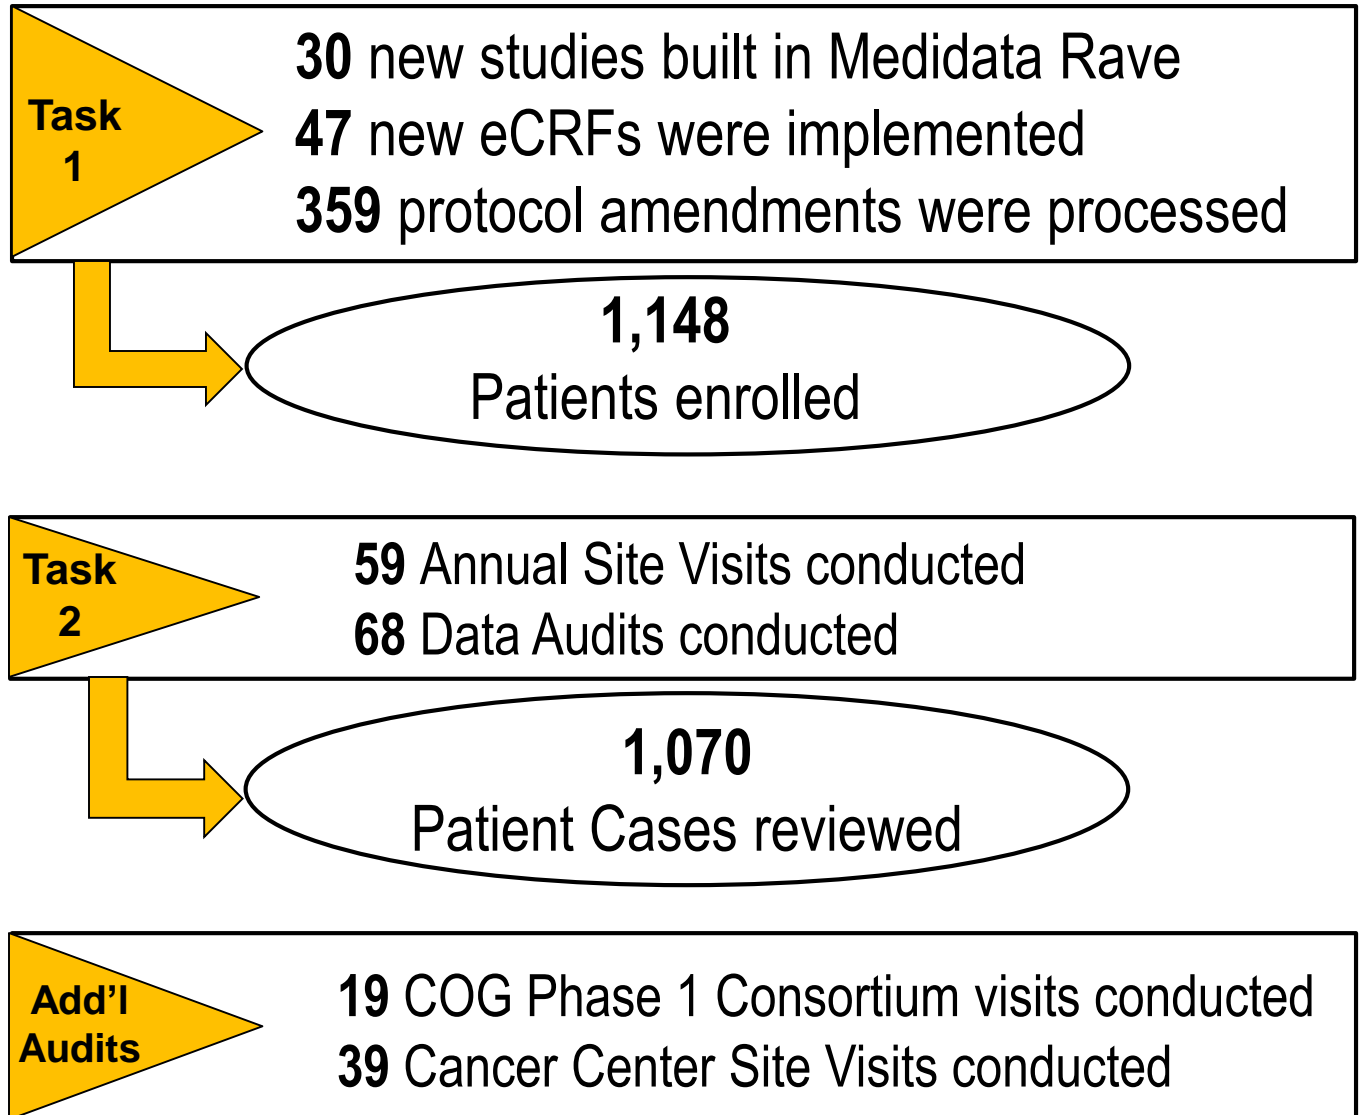 Task
1
30 new studies built in Medidata Rave
47 new eCRFs were implemented
359 protocol amendments were processed
1,148
Patients enrolled
Task
2
59 Annual Site Visits conducted
68 Data Audits conducted
1,070
Patient Cases reviewed
Add’l
Audits
19 COG Phase 1 Consortium visits conducted
39 Cancer Center Site Visits conducted